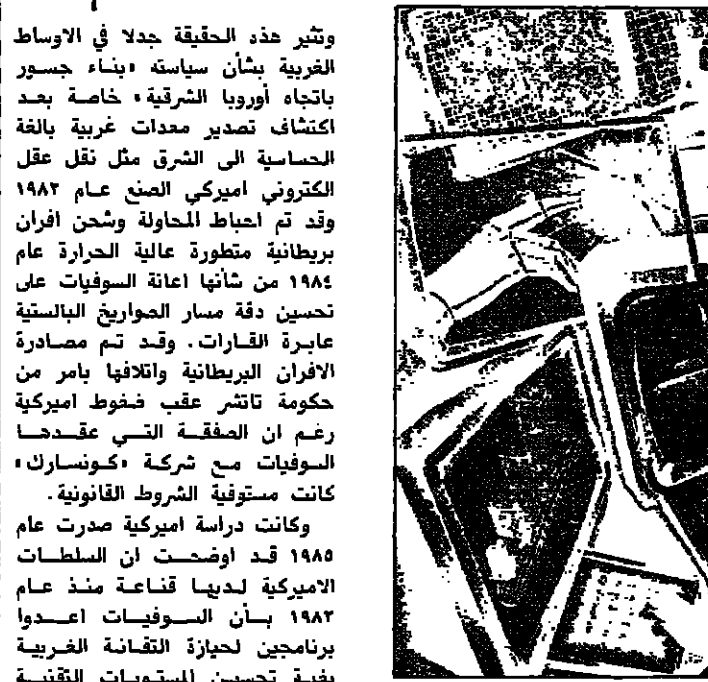 وتثير هذه الحقيقة جدلا في الاوساط
الغربية بشأن سياسته «بناء جسور
باتجاه أوروبا الشرقية» خاصة بعد
اكتشاف تصدير معدات غربية بالغة
الحساسية الى الشرق مثل نقل عقل
الكتروني اميركي الصنع عام ١٩٨٣
وقد تم احباط المحاولة وشحن افران
بريطانية متطورة عالية الحرارة عام
١٩٨٤ من شأنها اعانة السوفيات على
تحسين دقة مسار الصواريخ البالستية
عابرة القارات. وقد تم مصادرة
الافران البريطانية واتلافها بامر من
حكومة تاتشر عقب ضغوط اميركية
رغم ان الصفقة التي عقدها
السوفيات مع شركة «كونسارك»
كانت مستوفية الشروط القانونية.
وكانت دراسة اميركية صدرت عام
١٩٨٥ قد اوضحت ان السلطات
الاميركية لديها قناعة منذ عام
١٩٨٢ بأن السوفيات اعدوا
برنامجين لحيازة التقانة الغربية
بغية تحسين المستويات التقنية